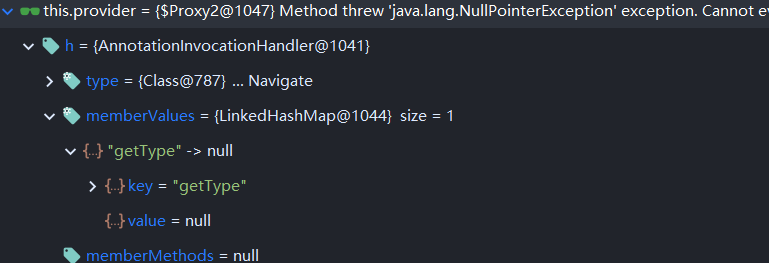 this.provider = {$Proxy2@1047} Method threw 'java.lang.NullPointerException' exception. Cannot ev
h = {AnnotationInvocationHandler@1041}
type = {Class@787} ... Navigate
memberValues = {LinkedHashMap@1044} size = 1
{...} "getType" -> null
{...} key = "getType"
{...} value = null
memberMethods = null